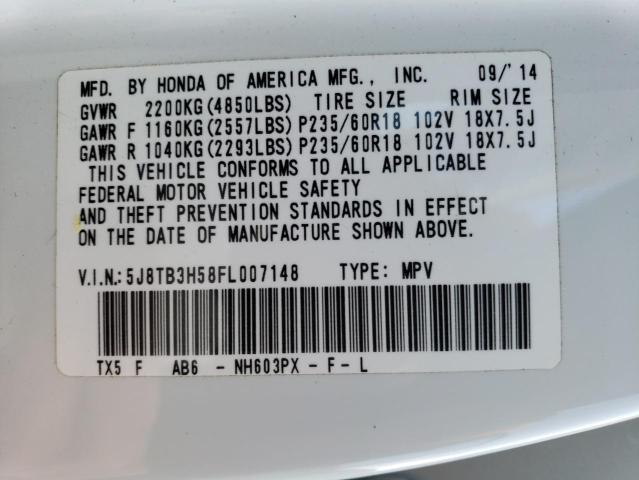 MFD. BY HONDA OF AMERICA MFG., INC. 09/'14
GVWR 2200KG(4850LBS) TIRE SIZE RIM SIZE
GAWR F 1160KG(2557LBS) P235/60R18 102V 18X7.5J
GAWR R 1040KG(2293LBS) P235/60R18 102V 18X7.5J
THIS VEHICLE CONFORMS TO ALL APPLICABLE
FEDERAL MOTOR VEHICLE SAFETY
AND THEFT PREVENTION STANDARDS IN EFFECT
ON THE DATE OF MANUFACTURE SHOWN ABOVE.
V.I.N.: 5J8TB3H58FL007148 TYPE: MPV
TX5 F AB6 - NH603PX - F - L